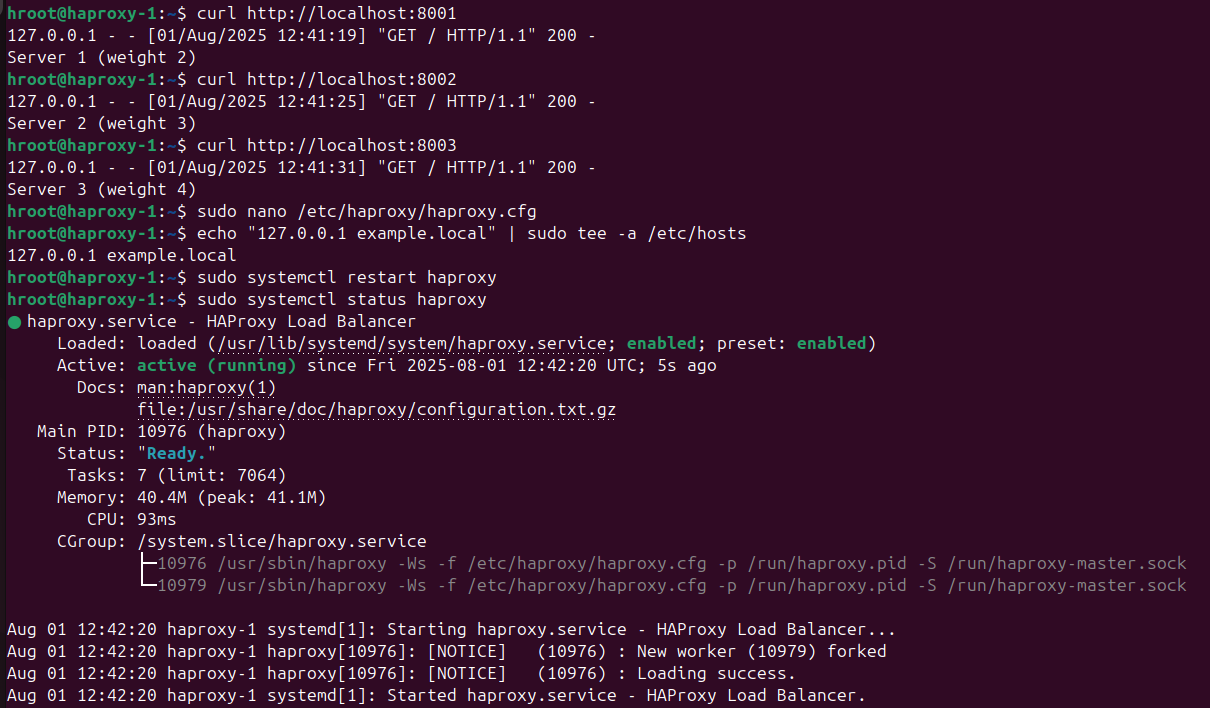 hroot@haproxy-1:~$ curl http://localhost:8001
127.0.0.1 - - [01/Aug/2025 12:41:19] "GET / HTTP/1.1" 200 -
Server 1 (weight 2)
hroot@haproxy-1:~$ curl http://localhost:8002
127.0.0.1 - - [01/Aug/2025 12:41:25] "GET / HTTP/1.1" 200 -
Server 2 (weight 3)
hroot@haproxy-1:~$ curl http://localhost:8003
127.0.0.1 - - [01/Aug/2025 12:41:31] "GET / HTTP/1.1" 200 -
Server 3 (weight 4)
hroot@haproxy-1:~$ sudo nano /etc/haproxy/haproxy.cfg
hroot@haproxy-1:~$ echo "127.0.0.1 example.local" | sudo tee -a /etc/hosts
127.0.0.1 example.local
hroot@haproxy-1:~$ sudo systemctl restart haproxy
hroot@haproxy-1:~$ sudo systemctl status haproxy
● haproxy.service - HAProxy Load Balancer
     Loaded: loaded (/usr/lib/systemd/system/haproxy.service; enabled; preset: enabled)
     Active: active (running) since Fri 2025-08-01 12:42:20 UTC; 5s ago
       Docs: man:haproxy(1)
             file:/usr/share/doc/haproxy/configuration.txt.gz
   Main PID: 10976 (haproxy)
     Status: "Ready."
      Tasks: 7 (limit: 7064)
     Memory: 40.4M (peak: 41.1M)
        CPU: 93ms
     CGroup: /system.slice/haproxy.service
             ├─10976 /usr/sbin/haproxy -Ws -f /etc/haproxy/haproxy.cfg -p /run/haproxy.pid -S /run/haproxy-master.sock
             └─10979 /usr/sbin/haproxy -Ws -f /etc/haproxy/haproxy.cfg -p /run/haproxy.pid -S /run/haproxy-master.sock
Aug 01 12:42:20 haproxy-1 systemd[1]: Starting haproxy.service - HAProxy Load Balancer...
Aug 01 12:42:20 haproxy-1 haproxy[10976]: [NOTICE]   (10976) : New worker (10979) forked
Aug 01 12:42:20 haproxy-1 haproxy[10976]: [NOTICE]   (10976) : Loading success.
Aug 01 12:42:20 haproxy-1 systemd[1]: Started haproxy.service - HAProxy Load Balancer.